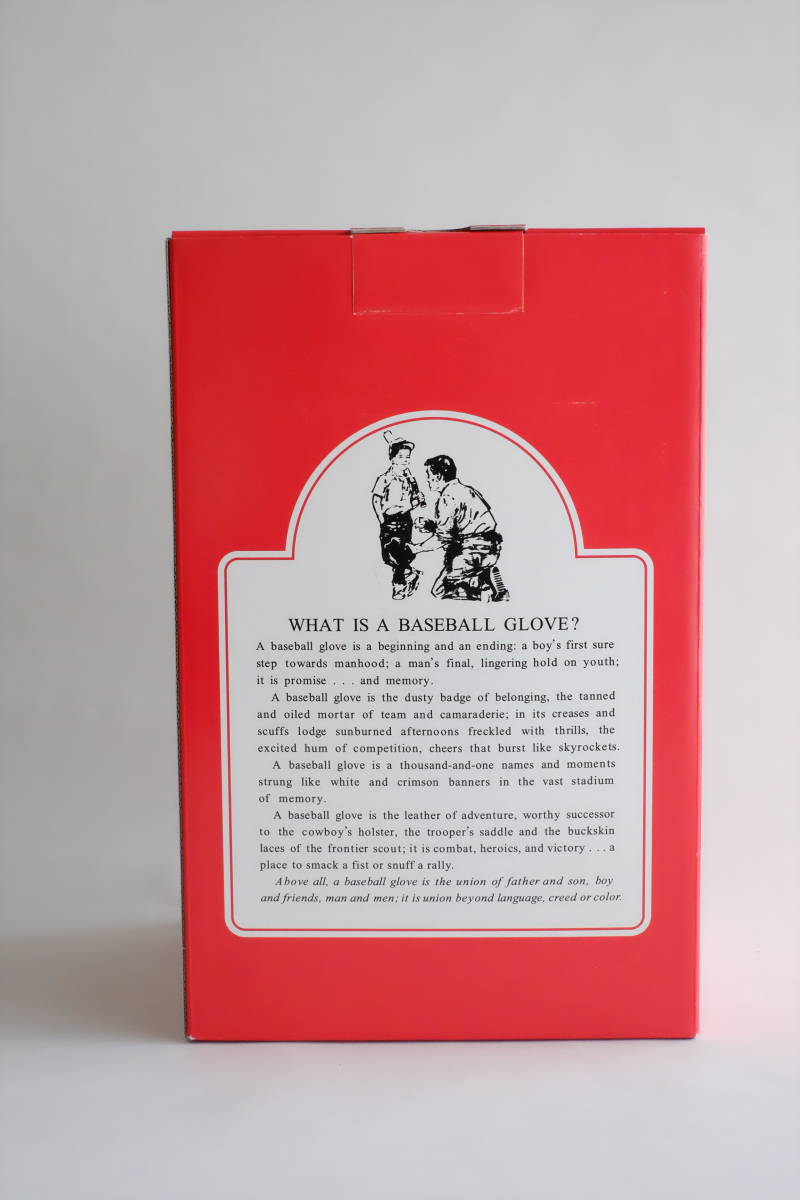 WHAT IS A BASEBALL GLOVE?
A baseball glove is a beginning and an ending: a boy's first sure
step towards manhood; a man's final, lingering hold on youth;
it is promise . . . and memory.
A baseball glove is the dusty badge of belonging, the tanned
and oiled mortar of team and camaraderie; in its creases and
scuffs lodge sunburned afternoons freckled with thrills, the
excited hum of competition, cheers that burst like skyrockets.
A baseball glove is a thousand-and-one names and moments
strung like white and crimson banners in the vast stadium
of memory.
A baseball glove is the leather of adventure, worthy successor
to the cowboy's holster, the trooper's saddle and the buckskin
laces of the frontier scout; it is combat, heroics, and victory . . . a
place to smack a fist or snuff a rally.
Above all, a baseball glove is the union of father and son, boy
and friends, man and men; it is union beyond language, creed or color.